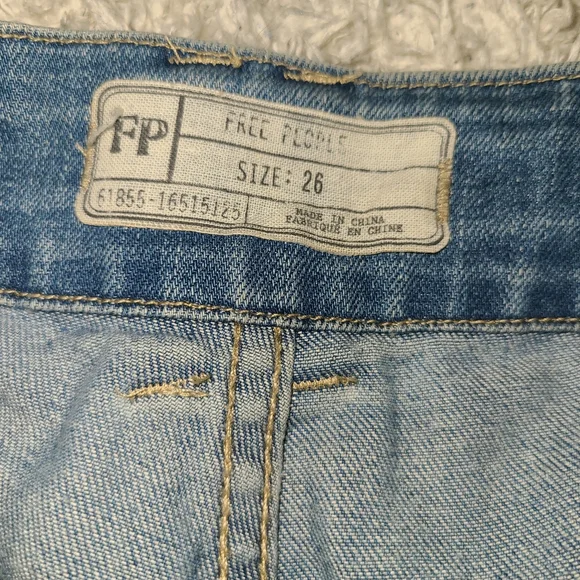 FP
FREE PEOPLE
SIZE: 26
61855-16515125
MADE IN CHINA
FABRIQUE EN CHINE